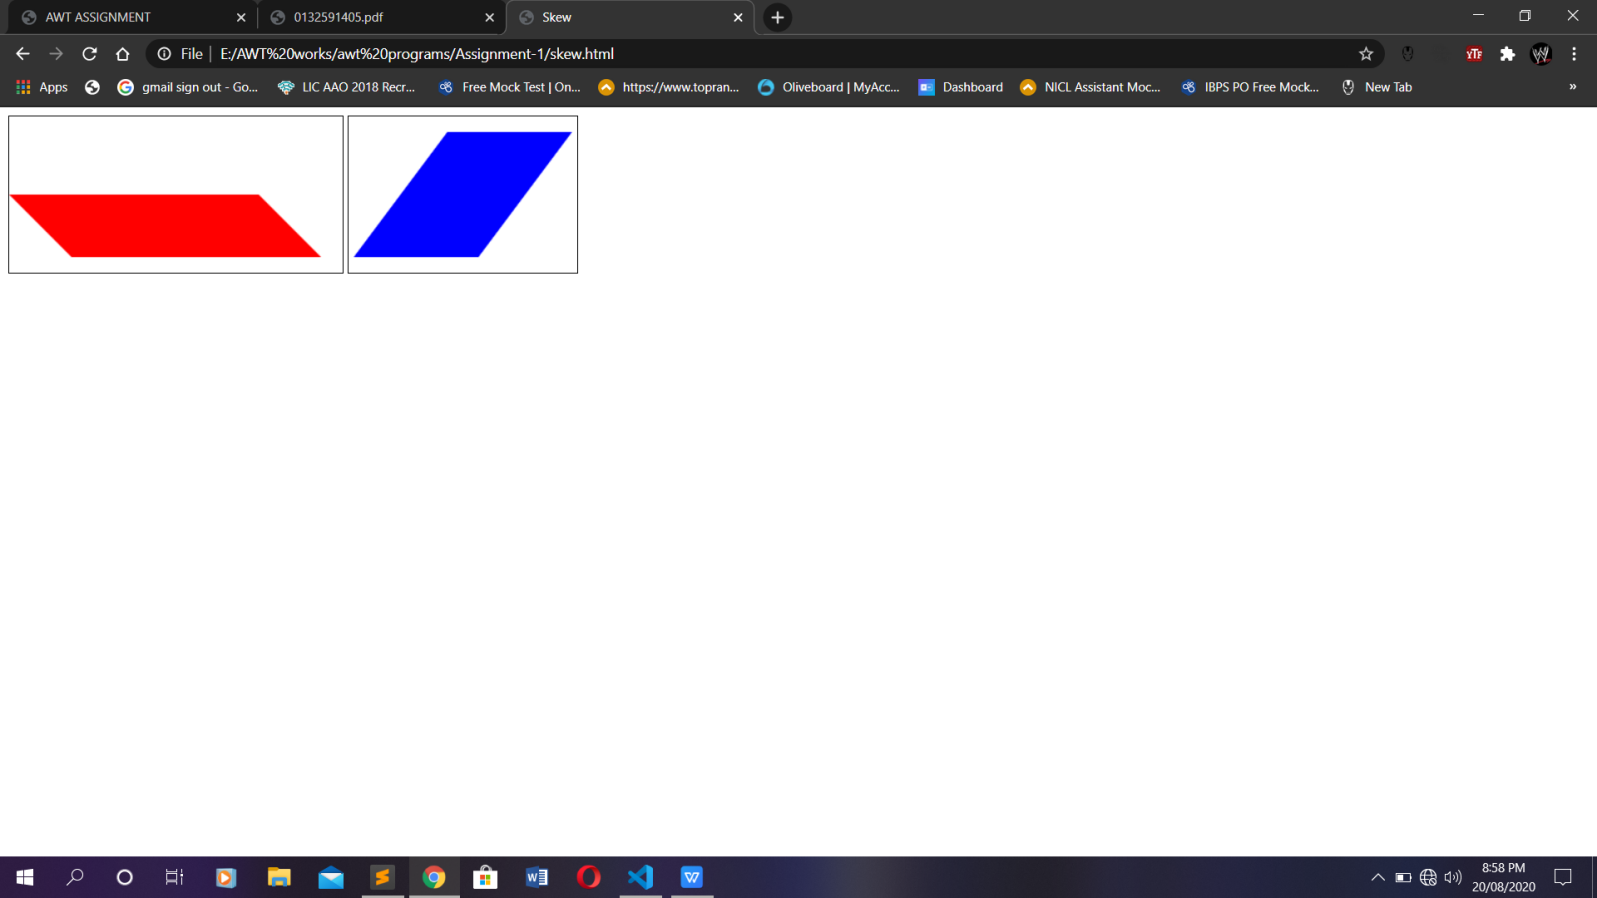 AWT ASSIGNMENT
0132591405.pdf
Skew
File
E:/AWT%20works/awt%20programs/Assignment-1/skew.html
YTF
Apps
gmail sign out - Go...
LIC AAO 2018 Recr...
Free Mock Test | On...
https://www.topran...
Oliveboard | MyAcc...
Dashboard
NICL Assistant Moc...
IBPS PO Free Mock...
New Tab
»
8:58 PM
20/08/2020